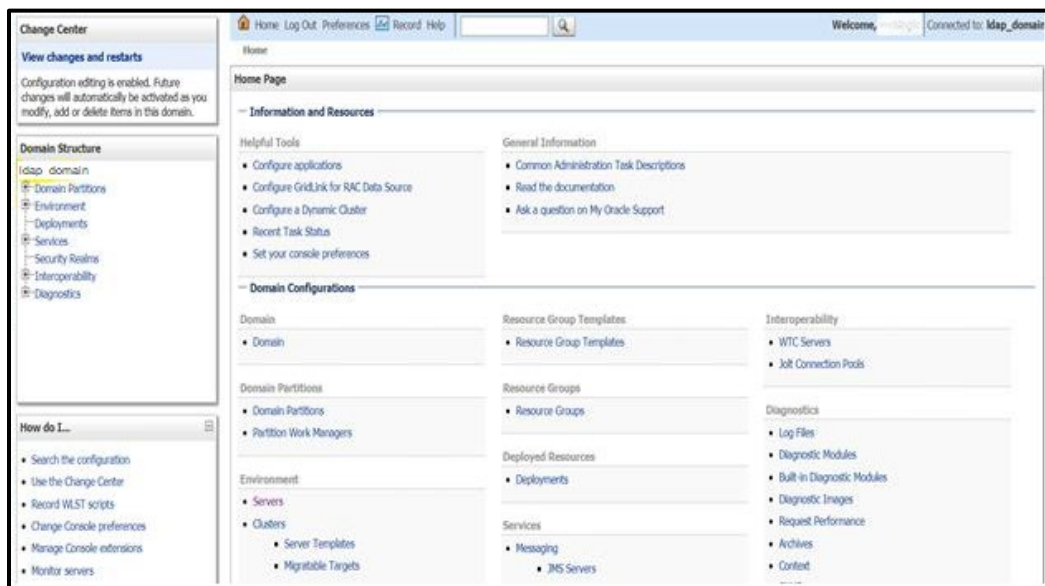 Change Center
View changes and restarts
Configuration editing is enabled. Future
changes will automatically be activated as you
modify, add or delete items in this domain.
Domain Structure
ldap_domain
Domain Partitions
Environment
Deployments
Services
Security Realms
Interoperability
Diagnostics
How do I...
Search the configuration
Use the Change Center
Record WLST scripts
Change Console preferences
Manage Console extensions
Monitor servers
Home Log Out Preferences Record Help
Welcome,
Connected to: ldap_domain
Home
Home Page
Information and Resources
Helpful Tools
Configure applications
Configure GridLink for RAC Data Source
Configure a Dynamic Cluster
Recent Task Status
Set your console preferences
General Information
Common Administration Task Descriptions
Read the documentation
Ask a question on My Oracle Support
Domain Configurations
Domain
Domain
Domain Partitions
Domain Partitions
Partition Work Managers
Environment
Servers
Clusters
Server Templates
Migratable Targets
Resource Group Templates
Resource Group Templates
Resource Groups
Resource Groups
Deployed Resources
Deployments
Services
Messaging
JMS Servers
Interoperability
WTC Servers
Jolt Connection Pools
Diagnostics
Log Files
Diagnostic Modules
Built-in Diagnostic Modules
Diagnostic Images
Request Performance
Archives
Context